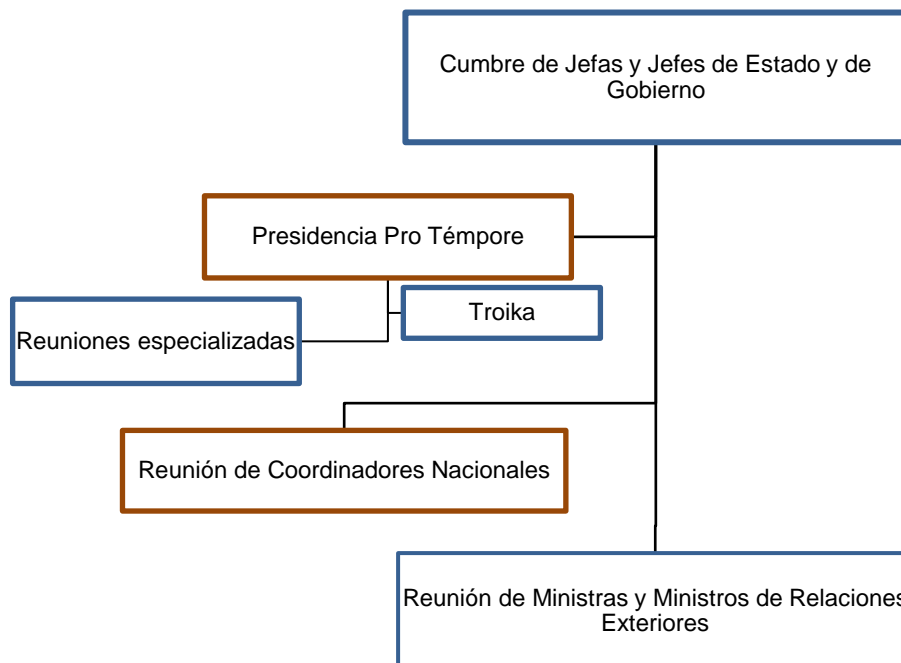 Cumbre de Jefas y Jefes de Estado y de
Gobierno
Presidencia Pro Témpore
Troika
Reuniones especializadas
Reunión de Coordinadores Nacionales
Reunión de Ministras y Ministros de Relaciones
Exteriores